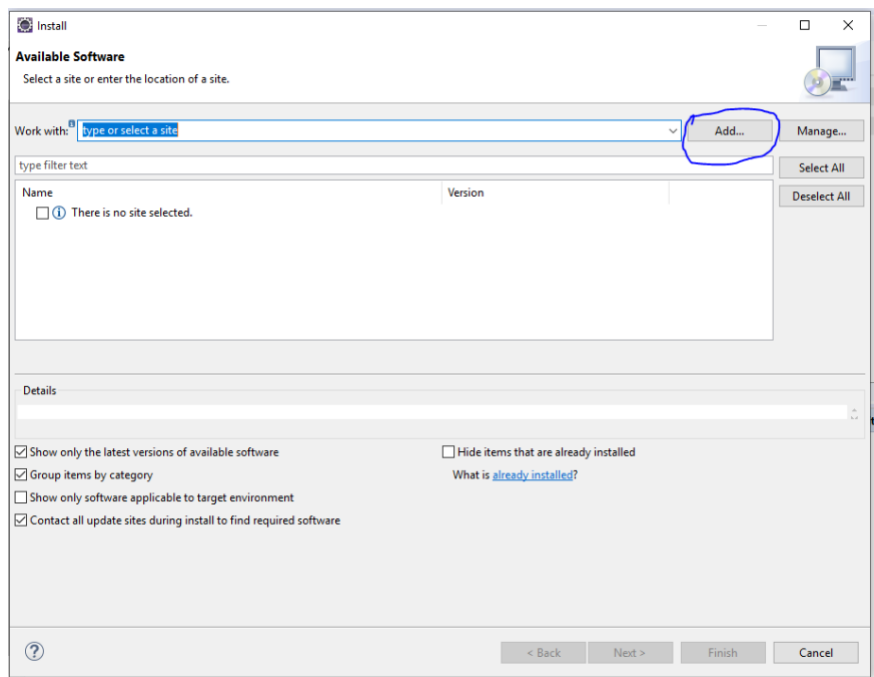 Install
Available Software
Select a site or enter the location of a site.
Work with: type or select a site Add... Manage...
type filter text Select All
Name Version Deselect All
There is no site selected.
Details
Show only the latest versions of available software Hide items that are already installed
Group items by category What is already installed?
Show only software applicable to target environment
Contact all update sites during install to find required software
? < Back Next > Finish Cancel